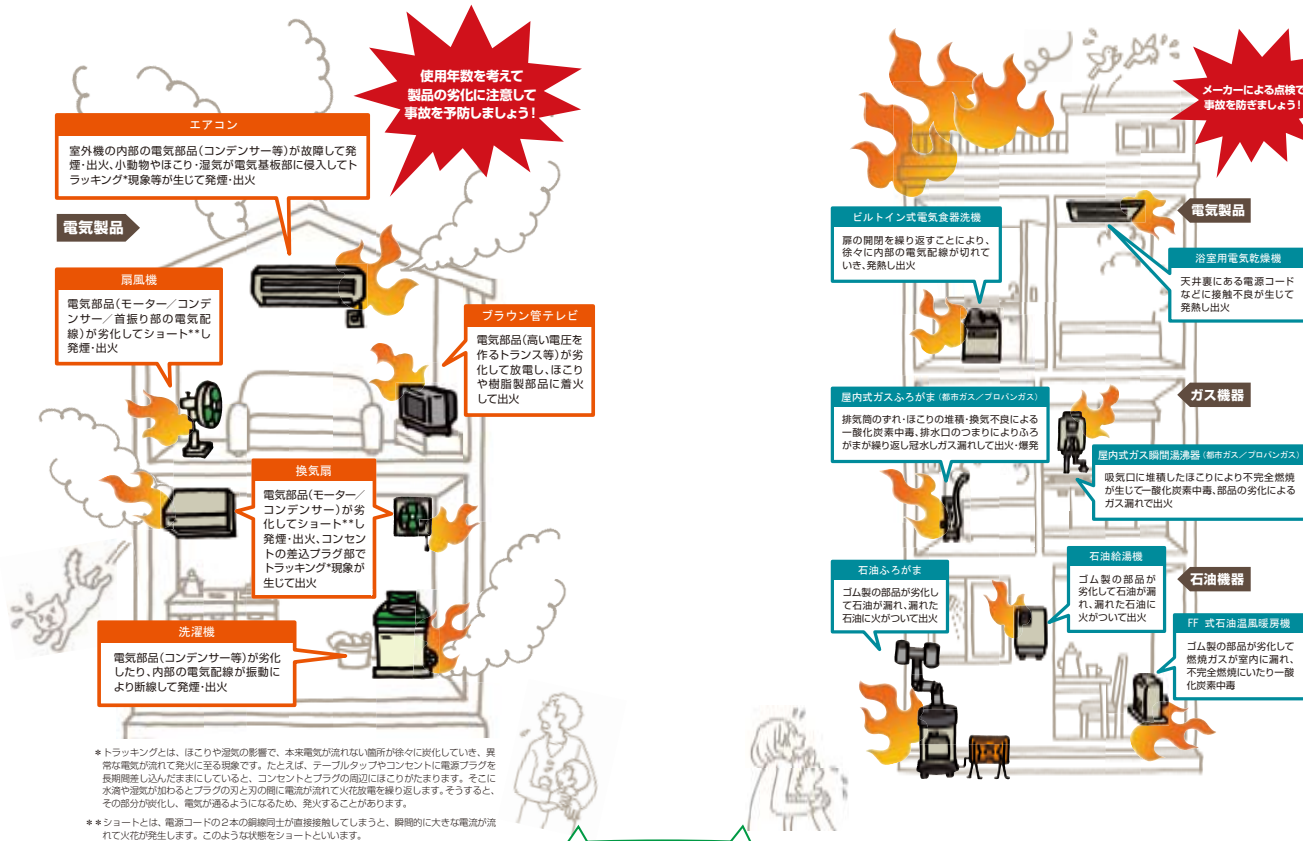 使用年数を考えて
製品の劣化に注意して
事故を予防しましょう!
エアコン
室外機の内部の電気部品(コンデンサー等)が故障して発
煙・出火、小動物やほこり・湿気が電気基板部に侵入してト
ラッキング*現象等が生じて発煙・出火
電気製品
扇風機
電気部品(モーター/コンデ
ンサー/首振り部の電気配
線)が劣化してショート**し
発煙・出火
ブラウン管テレビ
電気部品(高い電圧を
作るトランス等)が劣
化して放電し、ほこり
や樹脂製部品に着火
して出火
換気扇
電気部品(モーター/
コンデンサー)が劣
化してショート**し
発煙・出火、コンセン
トの差込プラグ部で
トラッキング*現象が
生じて出火
洗濯機
電気部品(コンデンサー等)が劣化
したり、内部の電気配線が振動に
より断線して発煙・出火
*トラッキングとは、ほこりや湿気の影響で、本来電気が流れない箇所が徐々に炭化していき、異
常な電気が流れて発火に至る現象です。たとえば、テーブルタップやコンセントに電源プラグを
長期間差し込んだままにしていると、コンセントとプラグの周辺にほこりがたまります。そこに
水滴や湿気が加わるとプラグの刃と刃の間に電流が流れて火花放電を繰り返します。そうすると、
その部分が炭化し、電気が通るようになるため、発火することがあります。
**ショートとは、電源コードの2本の銅線同士が直接接触してしまうと、瞬間的に大きな電流が流
れて火花が発生します。このような状態をショートといいます。
メーカーによる点検で
事故を防ぎましょう!
電気製品
ビルトイン式電気食器洗機
扉の開閉を繰り返すことにより、
徐々に内部の電気配線が切れて
いき、発熱し出火
浴室用電気乾燥機
天井裏にある電源コード
などに接触不良が生じて
発熱し出火
ガス機器
屋内式ガスふろがま(都市ガス/プロパンガス)
排気筒のずれ・ほこりの堆積・換気不良による
一酸化炭素中毒、排水口のつまりによりふろ
がまが繰り返し冠水しガス漏れして出火・爆発
屋内式ガス瞬間湯沸器(都市ガス/プロパンガス)
吸気口に堆積したほこりにより不完全燃焼
が生じて一酸化炭素中毒、部品の劣化による
ガス漏れで出火
石油機器
石油ふろがま
ゴム製の部品が劣化し
て石油が漏れ、漏れた
石油に火がついて出火
石油給湯機
ゴム製の部品が
劣化して石油が漏
れ、漏れた石油に
火がついて出火
FF 式石油温風暖房機
ゴム製の部品が劣化して
燃焼ガスが室内に漏れ、
不完全燃焼にいたり一酸
化炭素中毒